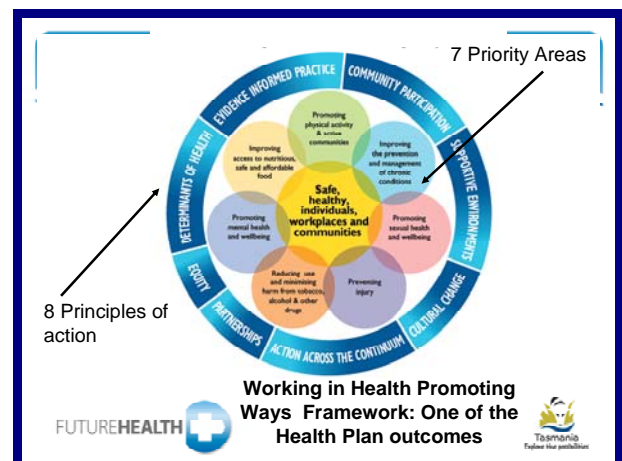 7 Priority Areas
EVIDENCE INFORMED PRACTICE
COMMUNITY PARTICIPATION
SUPPORTIVE ENVIRONMENTS
CULTURAL CHANGE
ACTION ACROSS THE CONTINUUM
PARTNERSHIPS
EQUITY
DETERMINANTS OF HEALTH
Promoting
physical activity
& active
communities
Improving
the prevention
and management
of chronic
conditions
Promoting
sexual health
and wellbeing
Preventing
injury
Reducing use
and minimising
harm from tobacco,
alcohol & other
drugs
Promoting
mental health
and wellbeing
Improving
access to nutritious,
safe and affordable
food
Safe,
healthy,
individuals,
workplaces and
communities
8 Principles of
action
Working in Health Promoting
Ways Framework: One of the
Health Plan outcomes
FUTUREHEALTH
Tasmania
Explore the possibilities